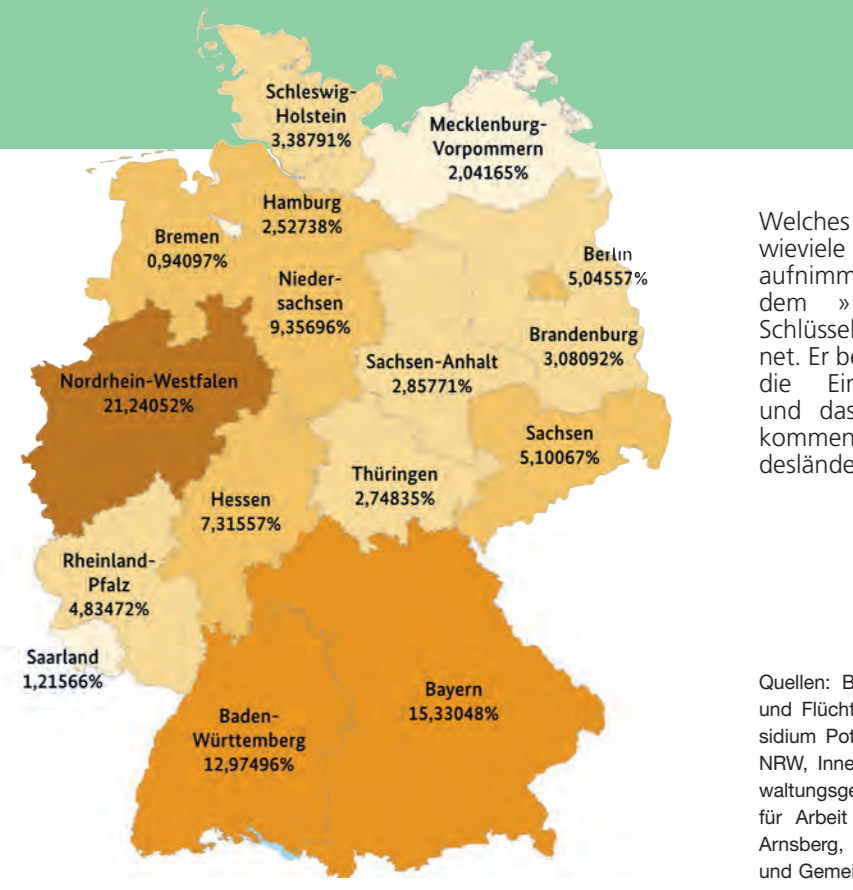 Schleswig-
Holstein
3,38791%
Mecklenburg-
Vorpommern
2,04165%
Hamburg
2,52738%
Bremen
0,94097%
Berlin
5,04557%
Nieder-
sachsen
9,35696%
Brandenburg
3,08092%
Sachsen-Anhalt
2,85771%
Nordrhein-Westfalen
21,24052%
Sachsen
5,10067%
Thüringen
2,74835%
Hessen
7,31557%
Rheinland-
Pfalz
4,83472%
Saarland
1,21566%
Bayern
15,33048%
Baden-
Württemberg
12,97496%
Welches
wieviele
aufnimm
dem »
Schlüssel
net. Er be
die Ein
und das
kommen
deslände
Quellen: B
und Flücht
sidium Pot
NRW, Inne
waltungsge
für Arbeit
Arnsberg,
und Gemei